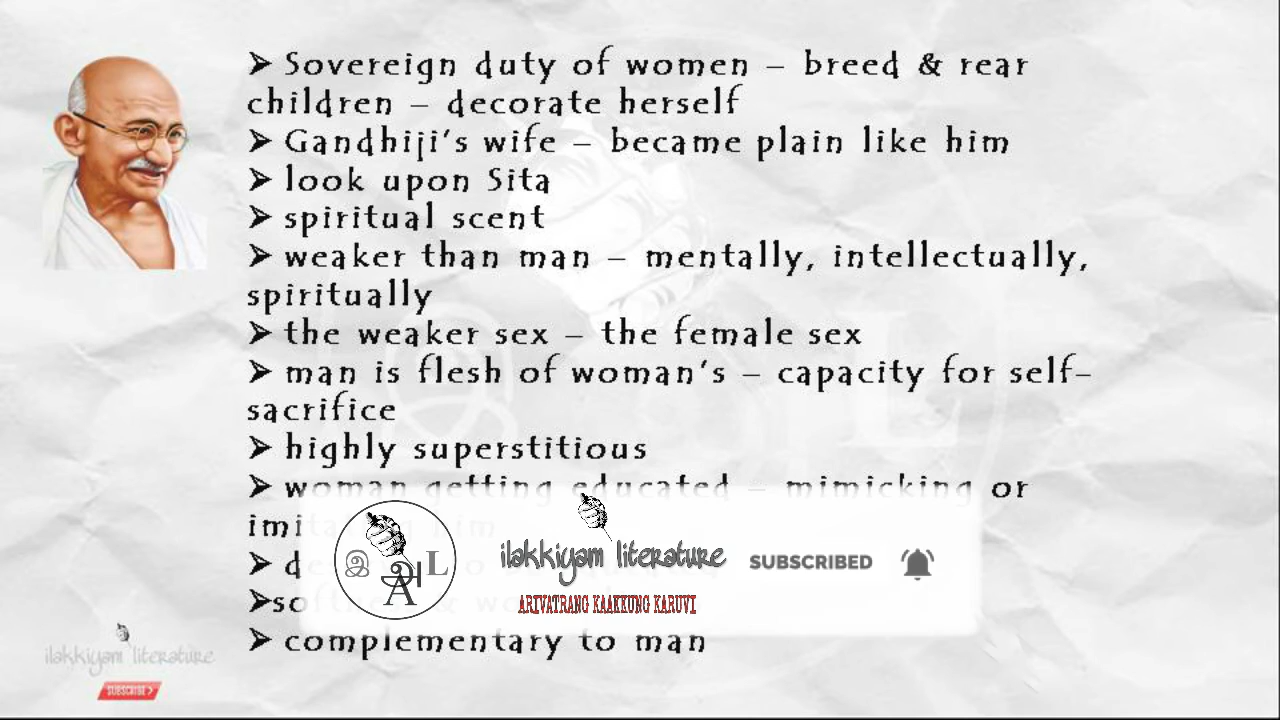 ➢ Sovereign duty of women – breed & rear
children – decorate herself
➢ Gandhiji's wife – became plain like him
➢ look upon Sita
➢ spiritual scent
➢ weaker than man – mentally, intellectually,
spiritually
➢ the weaker sex – the female sex
➢ man is flesh of woman's – capacity for self-
sacrifice
➢ highly superstitious
➢ woman getting educated – mimicking or
imitating him
➢
➢so
➢ complementary to man
இ அ A L
ilakkiyam literature
ARIVATRANG KAAKKUNG KARUVI
SUBSCRIBED
ilakkiyam literature
SUBSCRIBE >